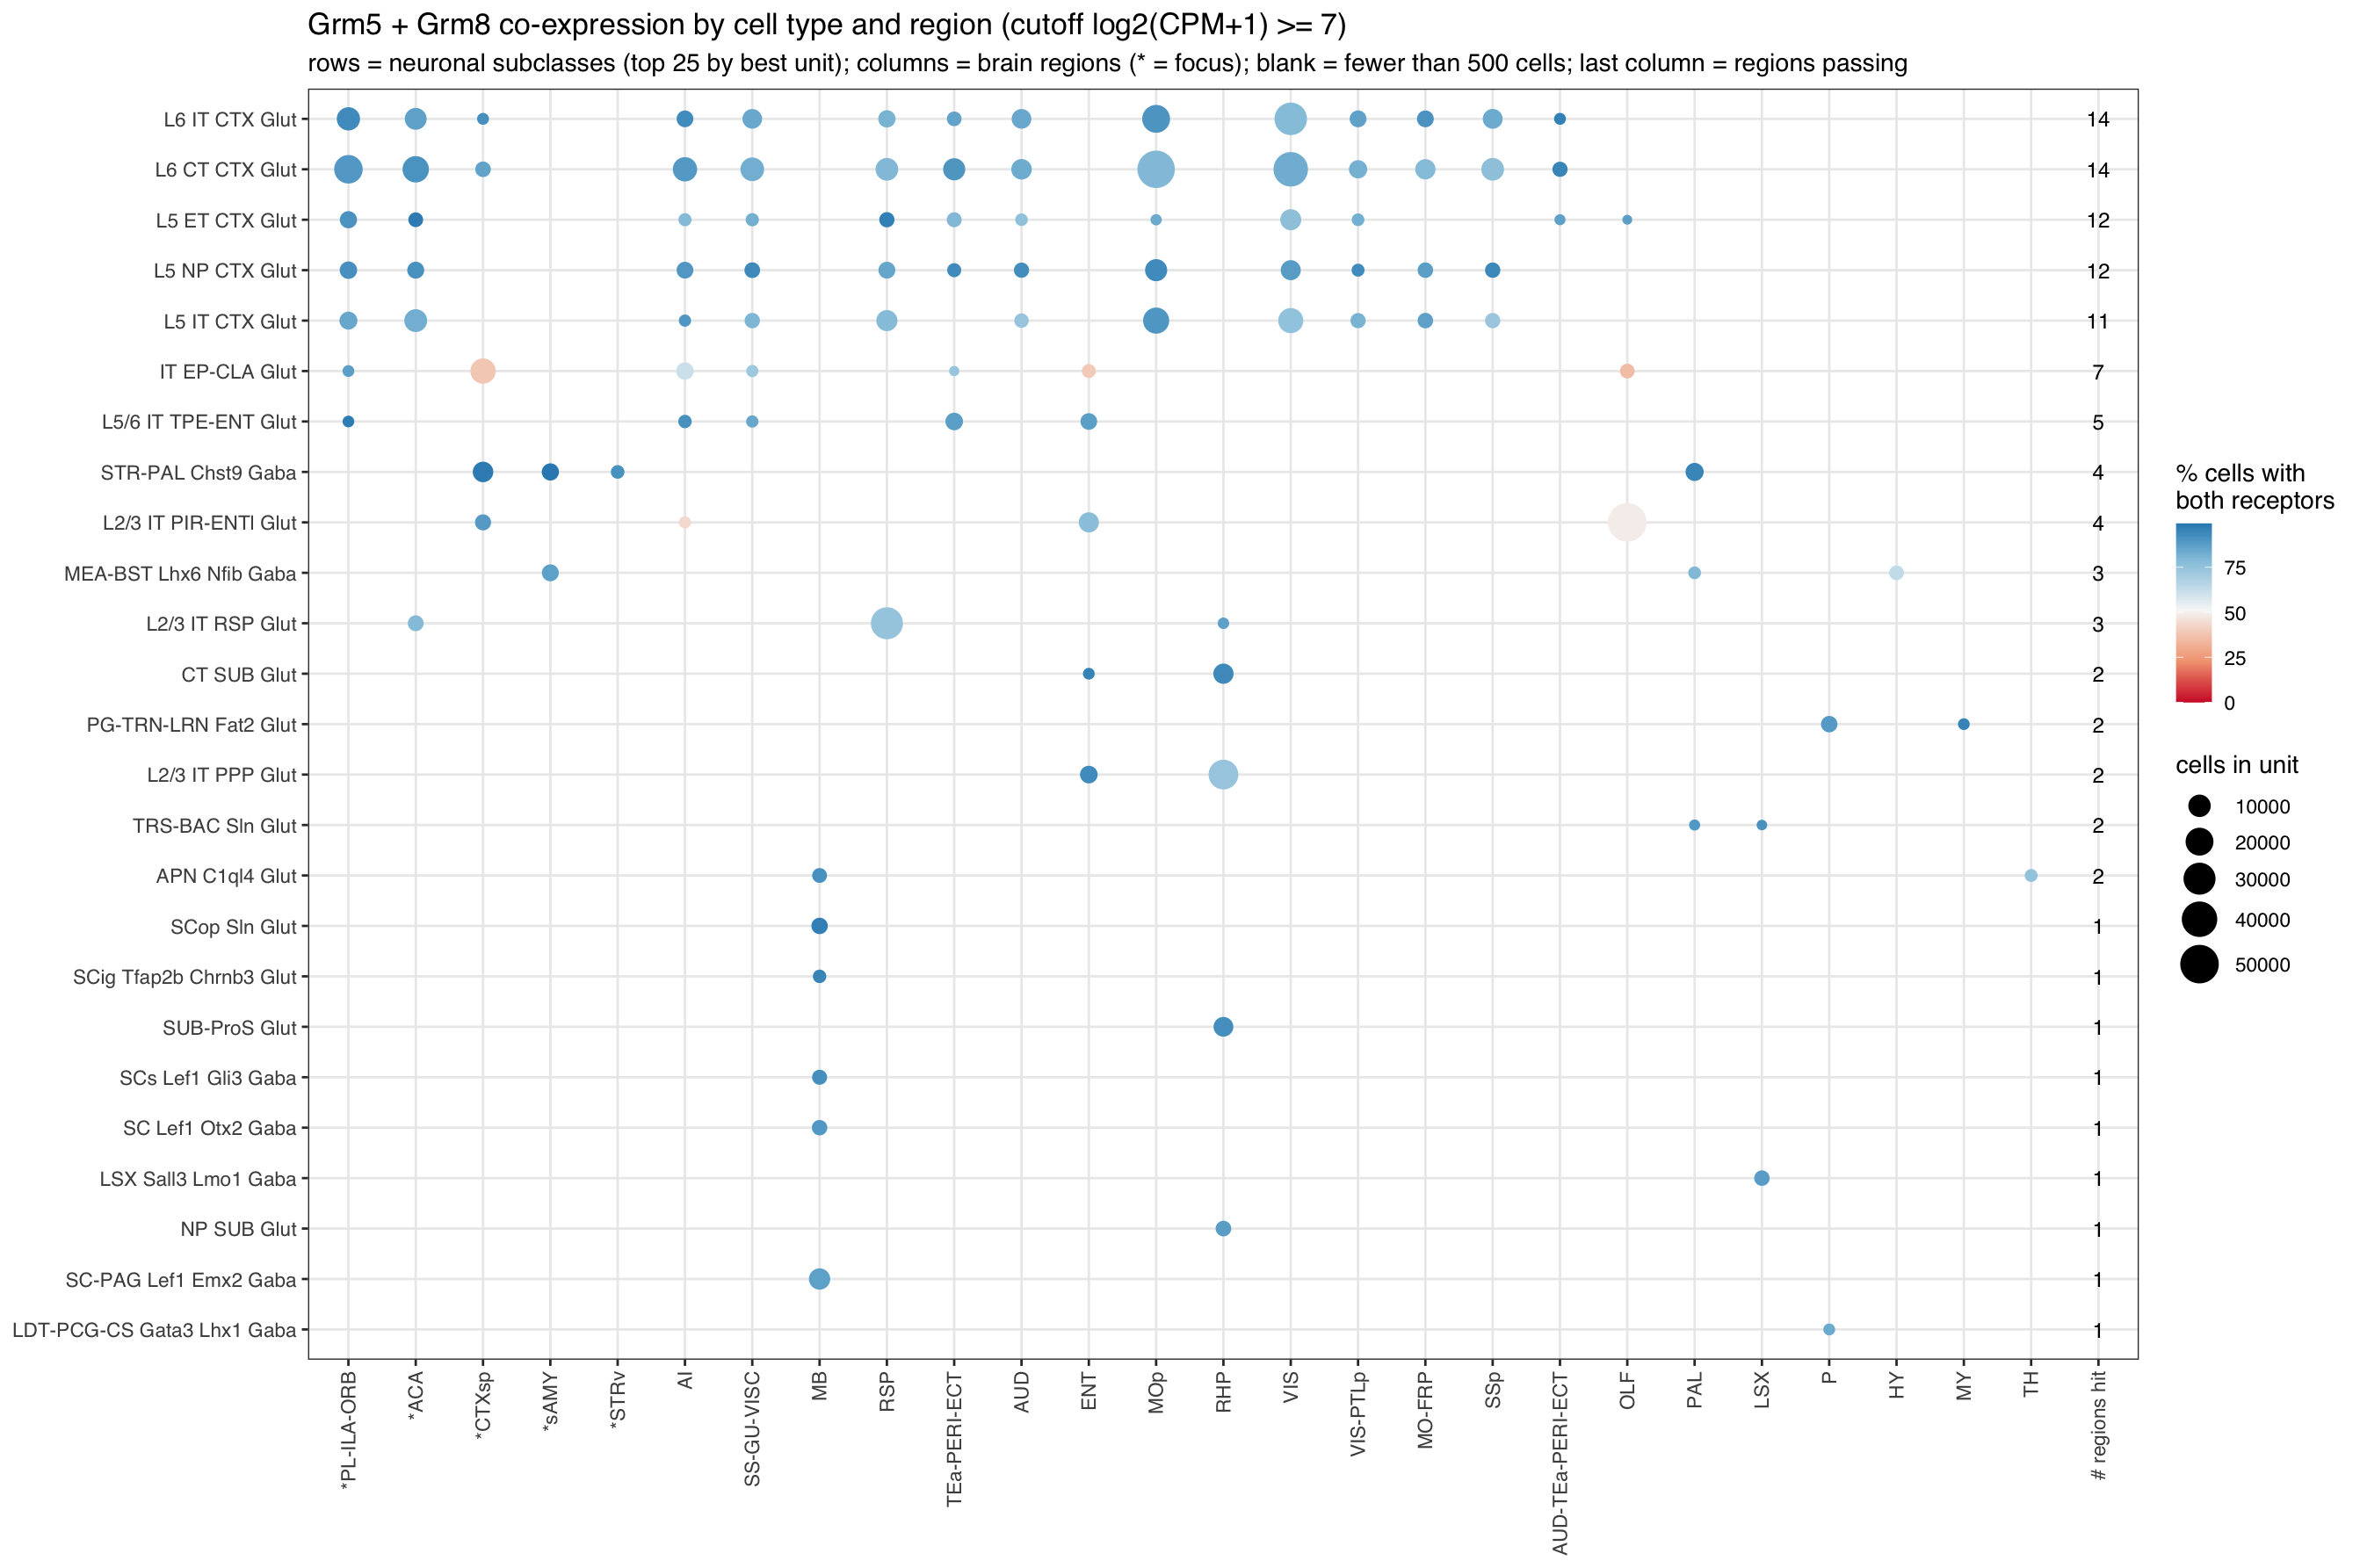 Grm5 + Grm8 co-expression by cell type and region (cutoff log2(CPM+1) >= 7)
rows = neuronal subclasses (top 25 by best unit); columns = brain regions (* = focus); blank = fewer than 500 cells; last column = regions passing
L6 IT CTX Glut 14
L6 CT CTX Glut 14
L5 ET CTX Glut 12
L5 NP CTX Glut 12
L5 IT CTX Glut 11
IT EP-CLA Glut 7
L5/6 IT TPE-ENT Glut 5
STR-PAL Chst9 Gaba 4
L2/3 IT PIR-ENTl Glut 4
MEA-BST Lhx6 Nfib Gaba 3
L2/3 IT RSP Glut 3
CT SUB Glut 2
PG-TRN-LRN Fat2 Glut 2
L2/3 IT PPP Glut 2
TRS-BAC Sln Glut 2
APN C1ql4 Glut 2
SCop Sln Glut 1
SCig Tfap2b Chrnb3 Glut 1
SUB-ProS Glut 1
SCs Lef1 Gli3 Gaba 1
SC Lef1 Otx2 Gaba 1
LSX Sall3 Lmo1 Gaba 1
NP SUB Glut 1
SC-PAG Lef1 Emx2 Gaba 1
LDT-PCG-CS Gata3 Lhx1 Gaba 1
*PL-ILA-ORB
*ACA
*CTXsp
*sAMY
*STRv
AI
SS-GU-VISC
MB
RSP
TEa-PERI-ECT
AUD
ENT
MOp
RHP
VIS
VIS-PTLp
MO-FRP
SSp
AUD-TEa-PERI-ECT
OLF
PAL
LSX
P
HY
MY
TH
# regions hit
% cells with
both receptors
75
50
25
0
cells in unit
10000
20000
30000
40000
50000